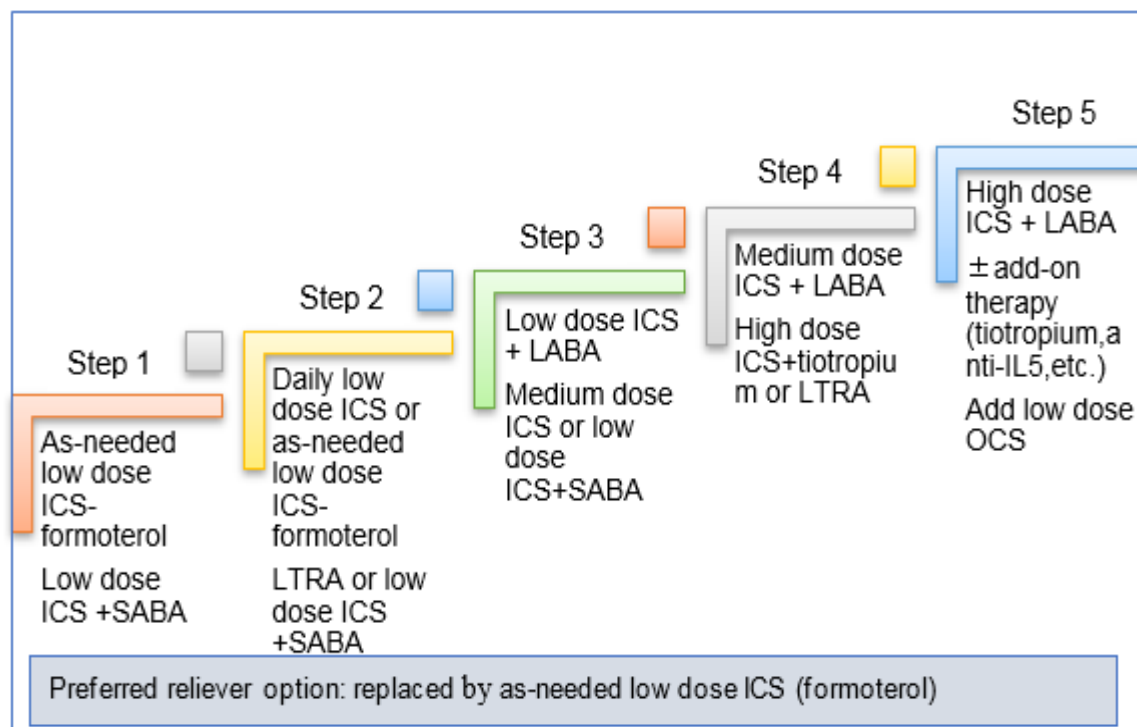 Step 1
As-needed
low dose
ICS-
formoterol
Low dose
ICS +SABA
Step 2
Daily low
dose ICS or
as-needed
low dose
ICS-
formoterol
LTRA or low
dose ICS
+SABA
Step 3
Low dose ICS
+ LABA
Medium dose
ICS or low
dose
ICS+SABA
Step 4
Medium dose
ICS + LABA
High dose
ICS+tiotropiu
m or LTRA
Step 5
High dose
ICS + LABA
±add-on
therapy
(tiotropium,a
nti-IL5,etc.)
Add low dose
OCS
Preferred reliever option: replaced by as-needed low dose ICS (formoterol)